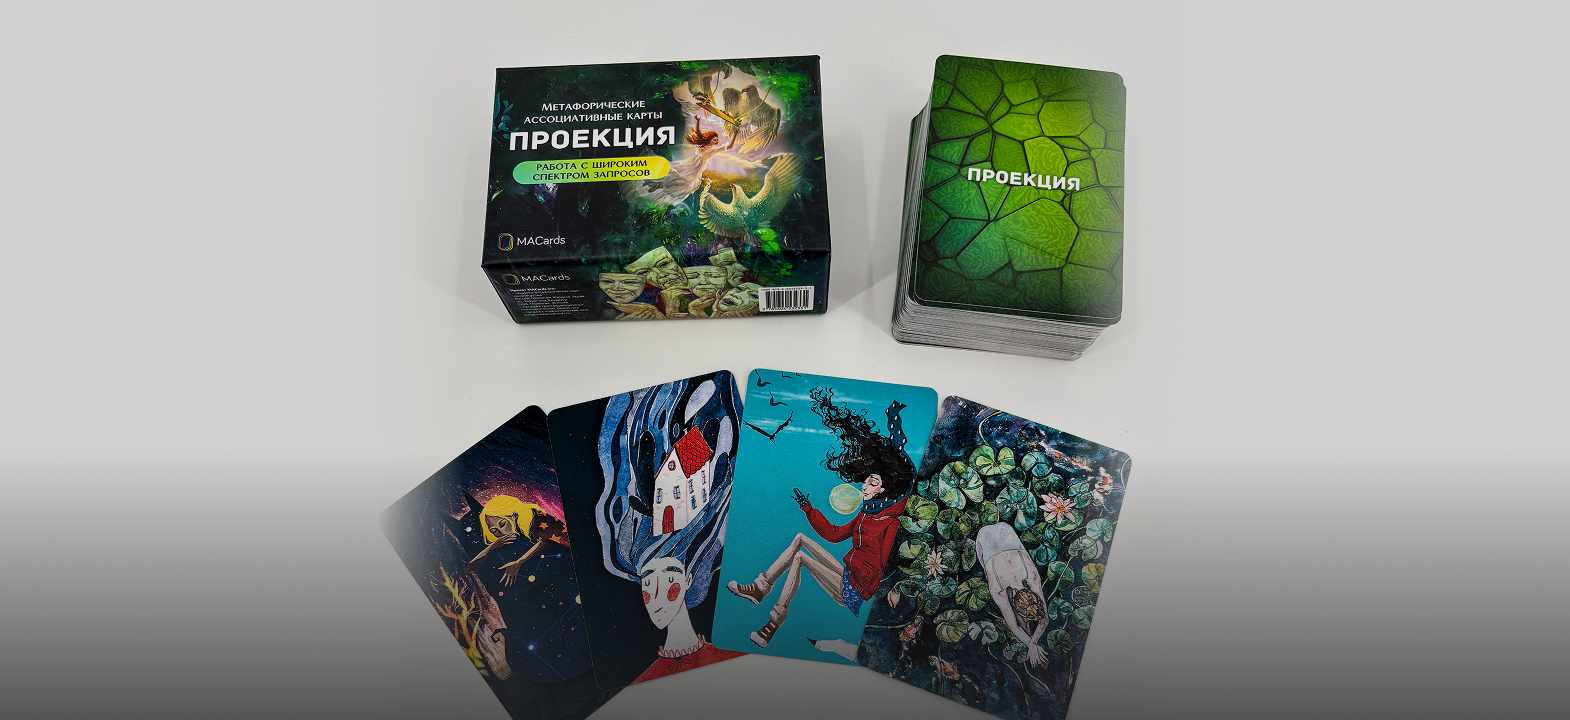 МЕТАФОРИЧЕСКИЕ
АССОЦИАТИВНЫЕ КАРТЫ
ПРОЕКЦИЯ
РАБОТА С ШИРОКИМ
СПЕКТРОМ ЗАПРОСОВ
MACards
MACards
ПРОЕКЦИЯ